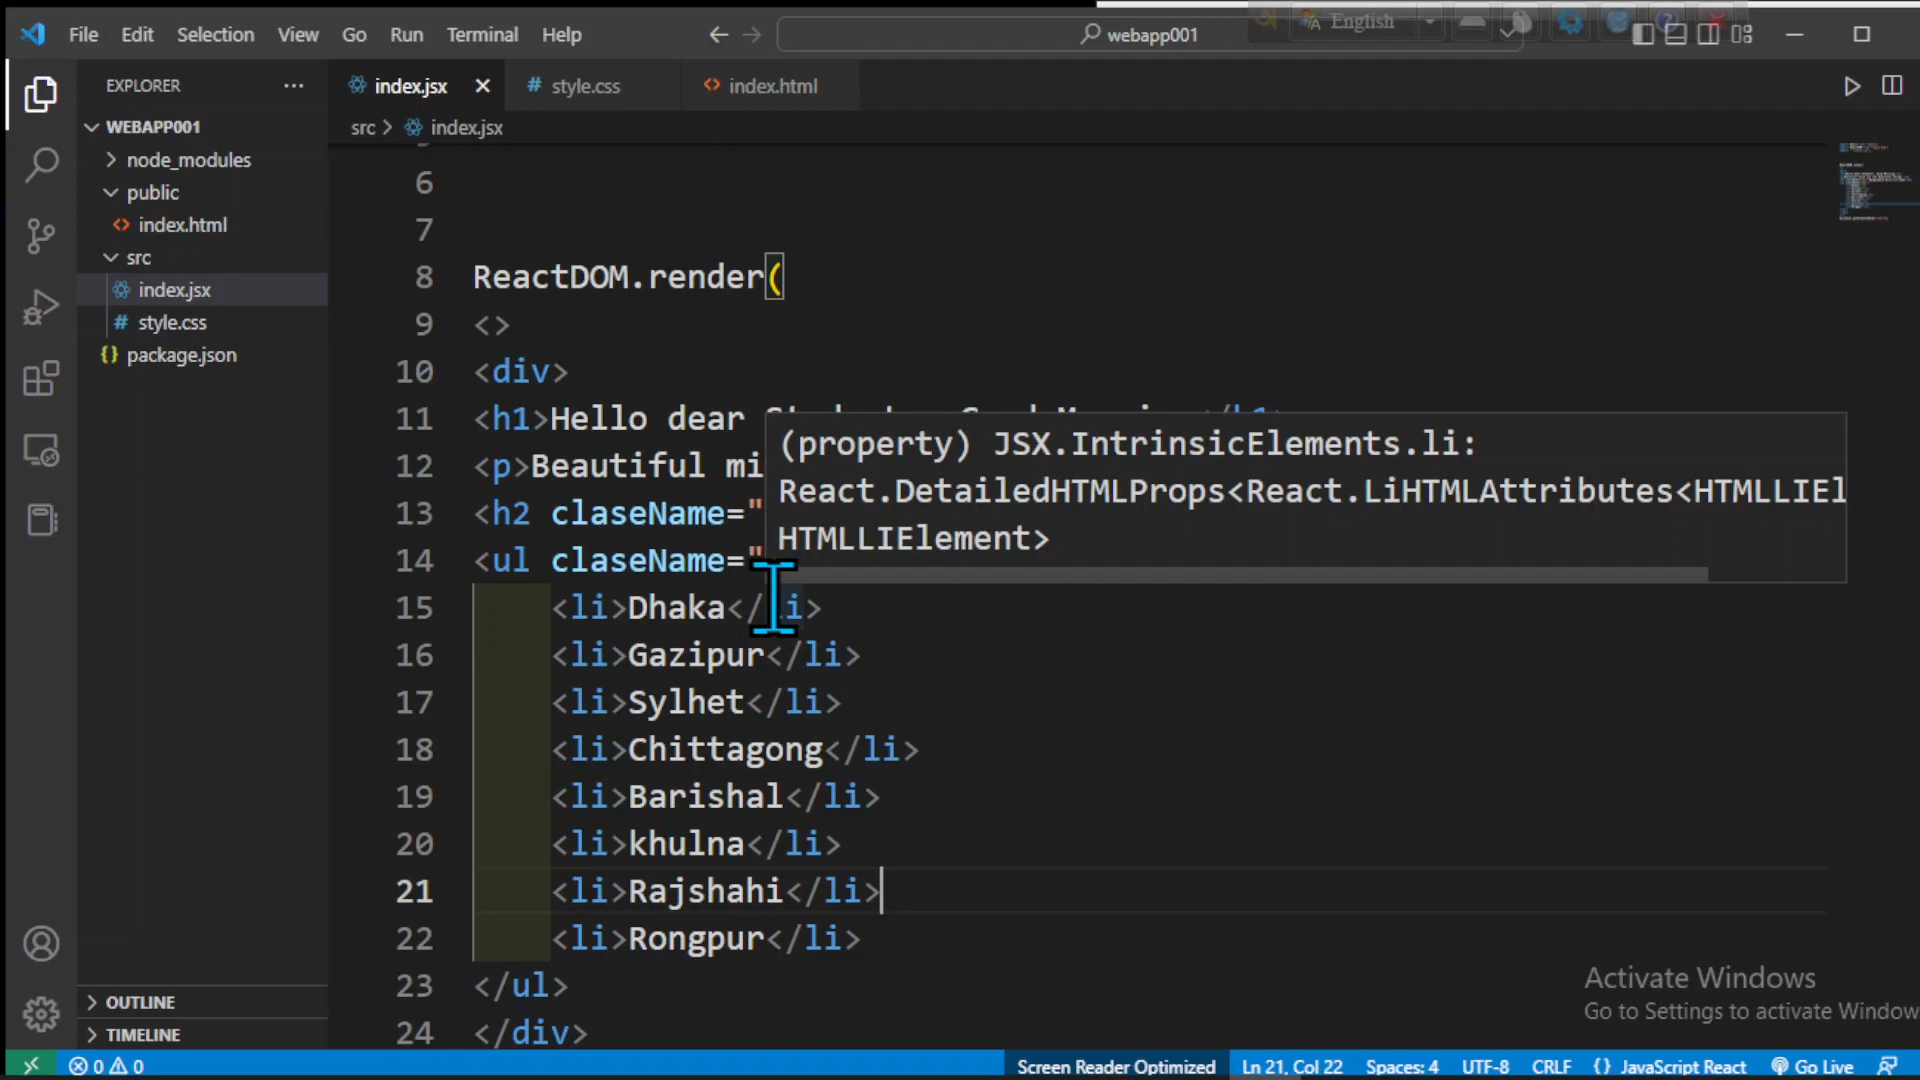 File Edit Selection View Go Run Terminal Help
webapp001
English
EXPLORER
index.jsx
style.css
index.html
WEBAPP001
src > index.jsx
node_modules
public
index.html
src
index.jsx
style.css
package.json
6
7
8 ReactDOM.render(
9 <>
10 <div>
11 <h1>Hello dear
12 <p>Beautiful mi
13 <h2 claseName="
14 <ul claseName="
(property) JSX.IntrinsicElements.li:
React.DetailedHTMLProps<React.LiHTMLAttributes<HTMLLIEl
HTMLLIElement>
15 <li>Dhaka</li>
16 <li>Gazipur</li>
17 <li>Sylhet</li>
18 <li>Chittagong</li>
19 <li>Barishal</li>
20 <li>khulna</li>
21 <li>Rajshahi</li>
22 <li>Rongpur</li>
23 </ul>
24 </div>
OUTLINE
TIMELINE
Activate Windows
Go to Settings to activate Window
0 0
Screen Reader Optimized Ln 21, Col 22 Spaces: 4 UTF-8 CRLF {} JavaScript React Go Live